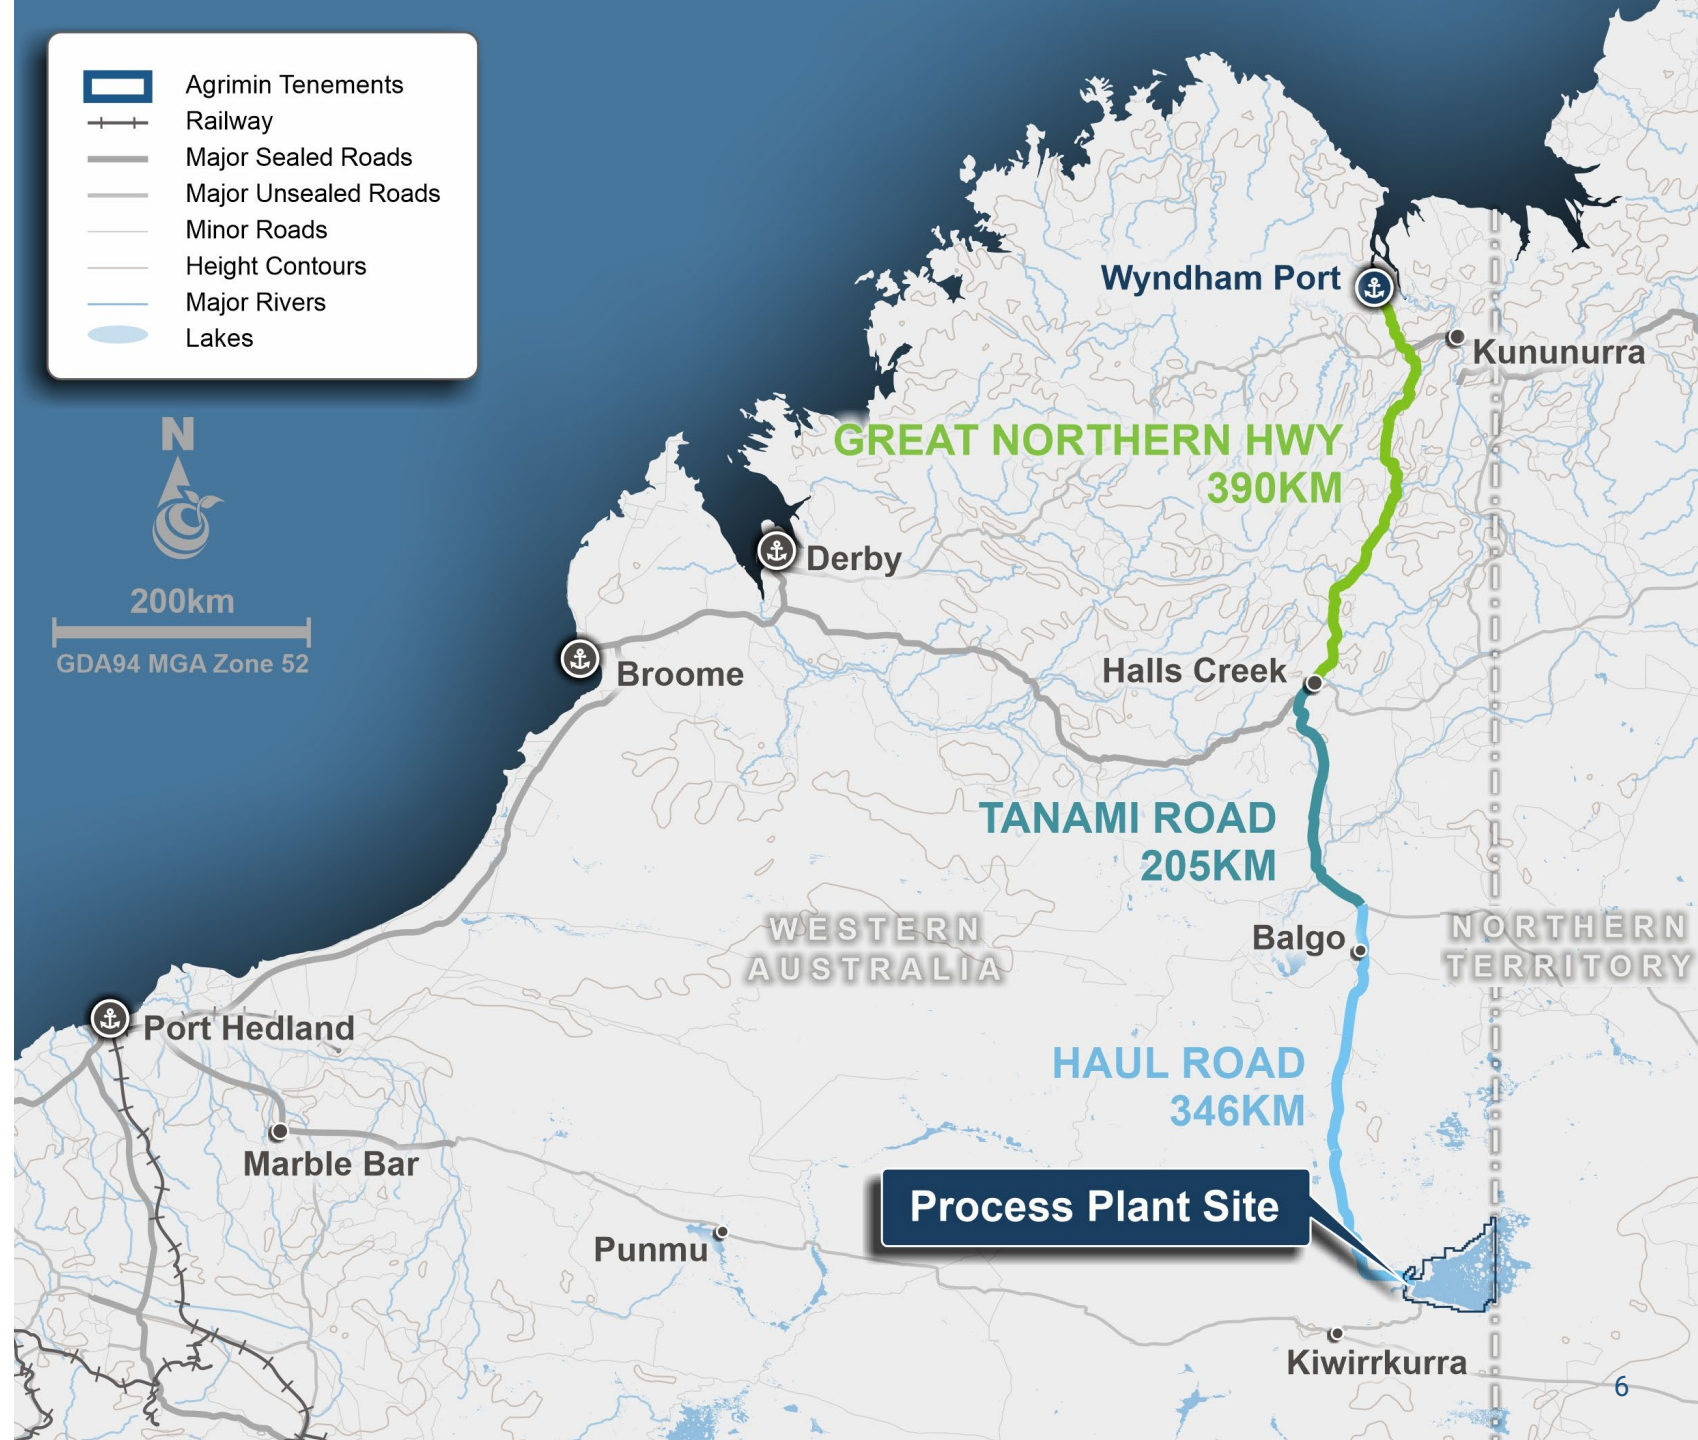 Agrimin Tenements
Railway
Major Sealed Roads
Major Unsealed Roads
Minor Roads
Height Contours
Major Rivers
Lakes
N
200km
GDA94 MGA Zone 52
Wyndham Port
Kununurra
GREAT NORTHERN HWY
390KM
Derby
Broome
Halls Creek
TANAMI ROAD
205KM
WESTERN
AUSTRALIA
NORTHERN
TERRITORY
Balgo
Port Hedland
HAUL ROAD
346KM
Marble Bar
Process Plant Site
Punmu
Kiwirrkurra
6